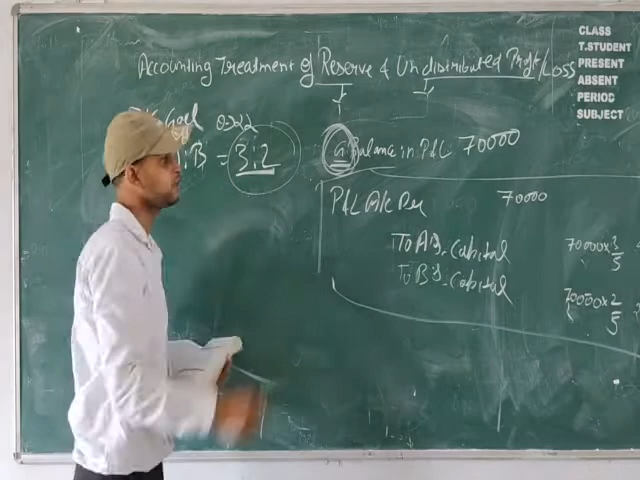 Accounting Treatment of Reserve & Undistributed Profit/Loss
CLASS
T.STUDENT
PRESENT
ABSENT
PERIOD
SUBJECT
:B = 3:2
Balance in P&L 70000
P&L A/c Dr 70000
To A's Capital 70000×3/5
To B's Capital 70000×2/5